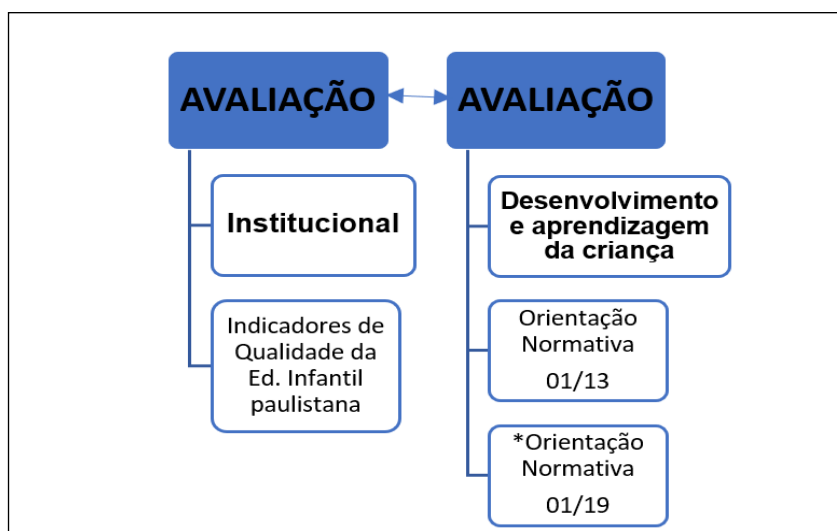 AVALIAÇÃO
Institucional
Indicadores de
Qualidade da
Ed. Infantil
paulistana
AVALIAÇÃO
Desenvolvimento
e aprendizagem
da criança
Orientação
Normativa
01/13
*Orientação
Normativa
01/19